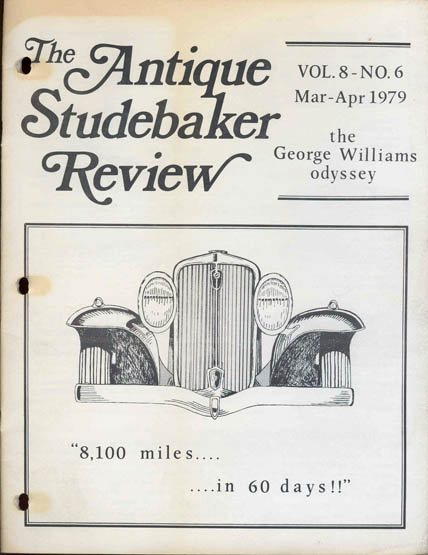 The Antique
Studebaker
Review
VOL. 8 - NO. 6
Mar-Apr 1979
the
George Williams
odyssey
"8,100 miles....
....in 60 days!!"